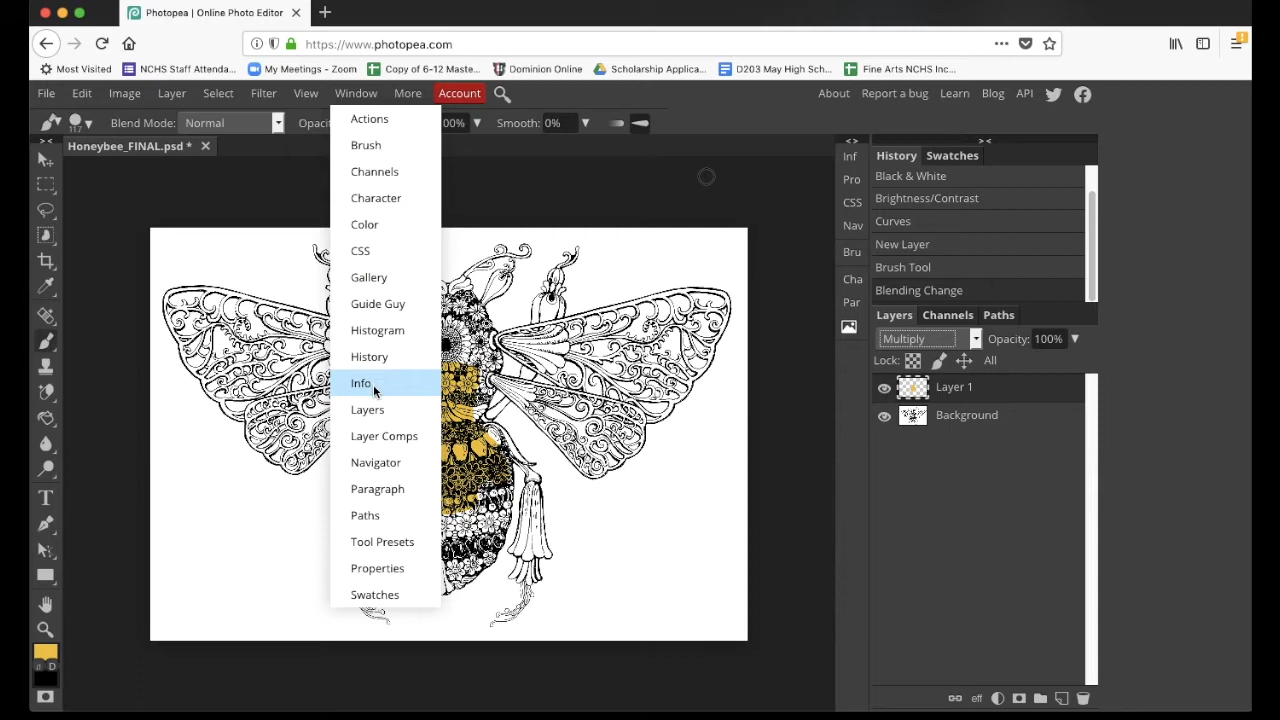 Photopea | Online Photo Editor
https://www.photopea.com
Most Visited
NCHS Staff Attenda...
My Meetings - Zoom
Copy of 6-12 Maste...
Dominion Online
Scholarship Applica...
D203 May High Sch...
Fine Arts NCHS Inc...
File Edit Image Layer Select Filter View Window More Account
About Report a bug Learn Blog API
117 Blend Mode: Normal Opaci 00% Smooth: 0%
Honeybee_FINAL.psd *
Actions
Brush
Channels
Character
Color
CSS
Gallery
Guide Guy
Histogram
History
Info
Layers
Layer Comps
Navigator
Paragraph
Paths
Tool Presets
Properties
Swatches
Inf
Pro
CSS
Nav
Bru
Cha
Par
History Swatches
Black & White
Brightness/Contrast
Curves
New Layer
Brush Tool
Blending Change
Layers Channels Paths
Multiply Opacity: 100%
Lock: All
Layer 1
Background
D
eff